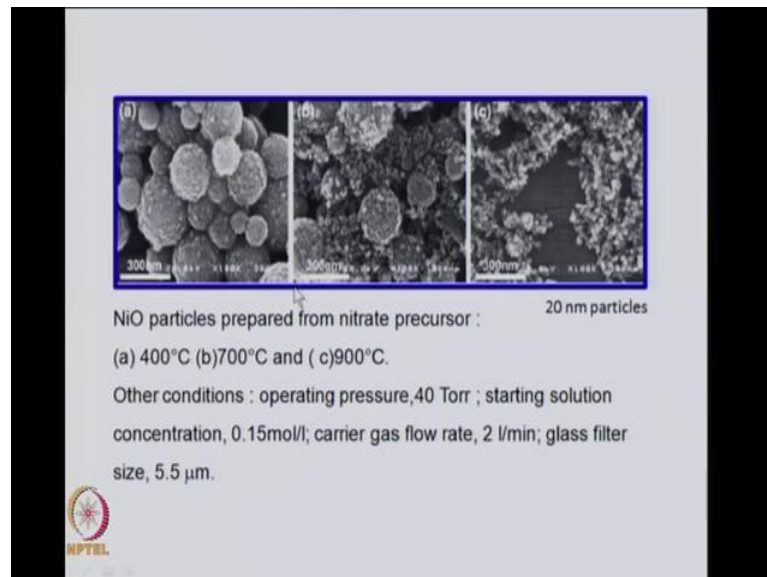 (a) (b) (c)
300nm 300nm 300nm
20 nm particles
NiO particles prepared from nitrate precursor :
(a) 400°C (b)700°C and ( c)900°C.
Other conditions : operating pressure,40 Torr ; starting solution
concentration, 0.15mol/l; carrier gas flow rate, 2 l/min; glass filter
size, 5.5 μm.
NPTEL